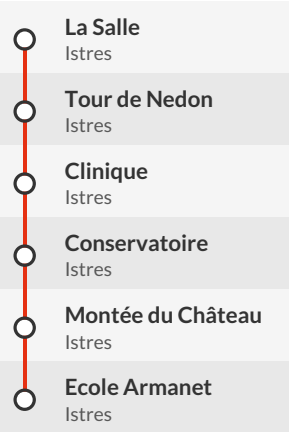 La Salle
Istres
Tour de Nedon
Istres
Clinique
Istres
Conservatoire
Istres
Montée du Château
Istres
Ecole Armanet
Istres